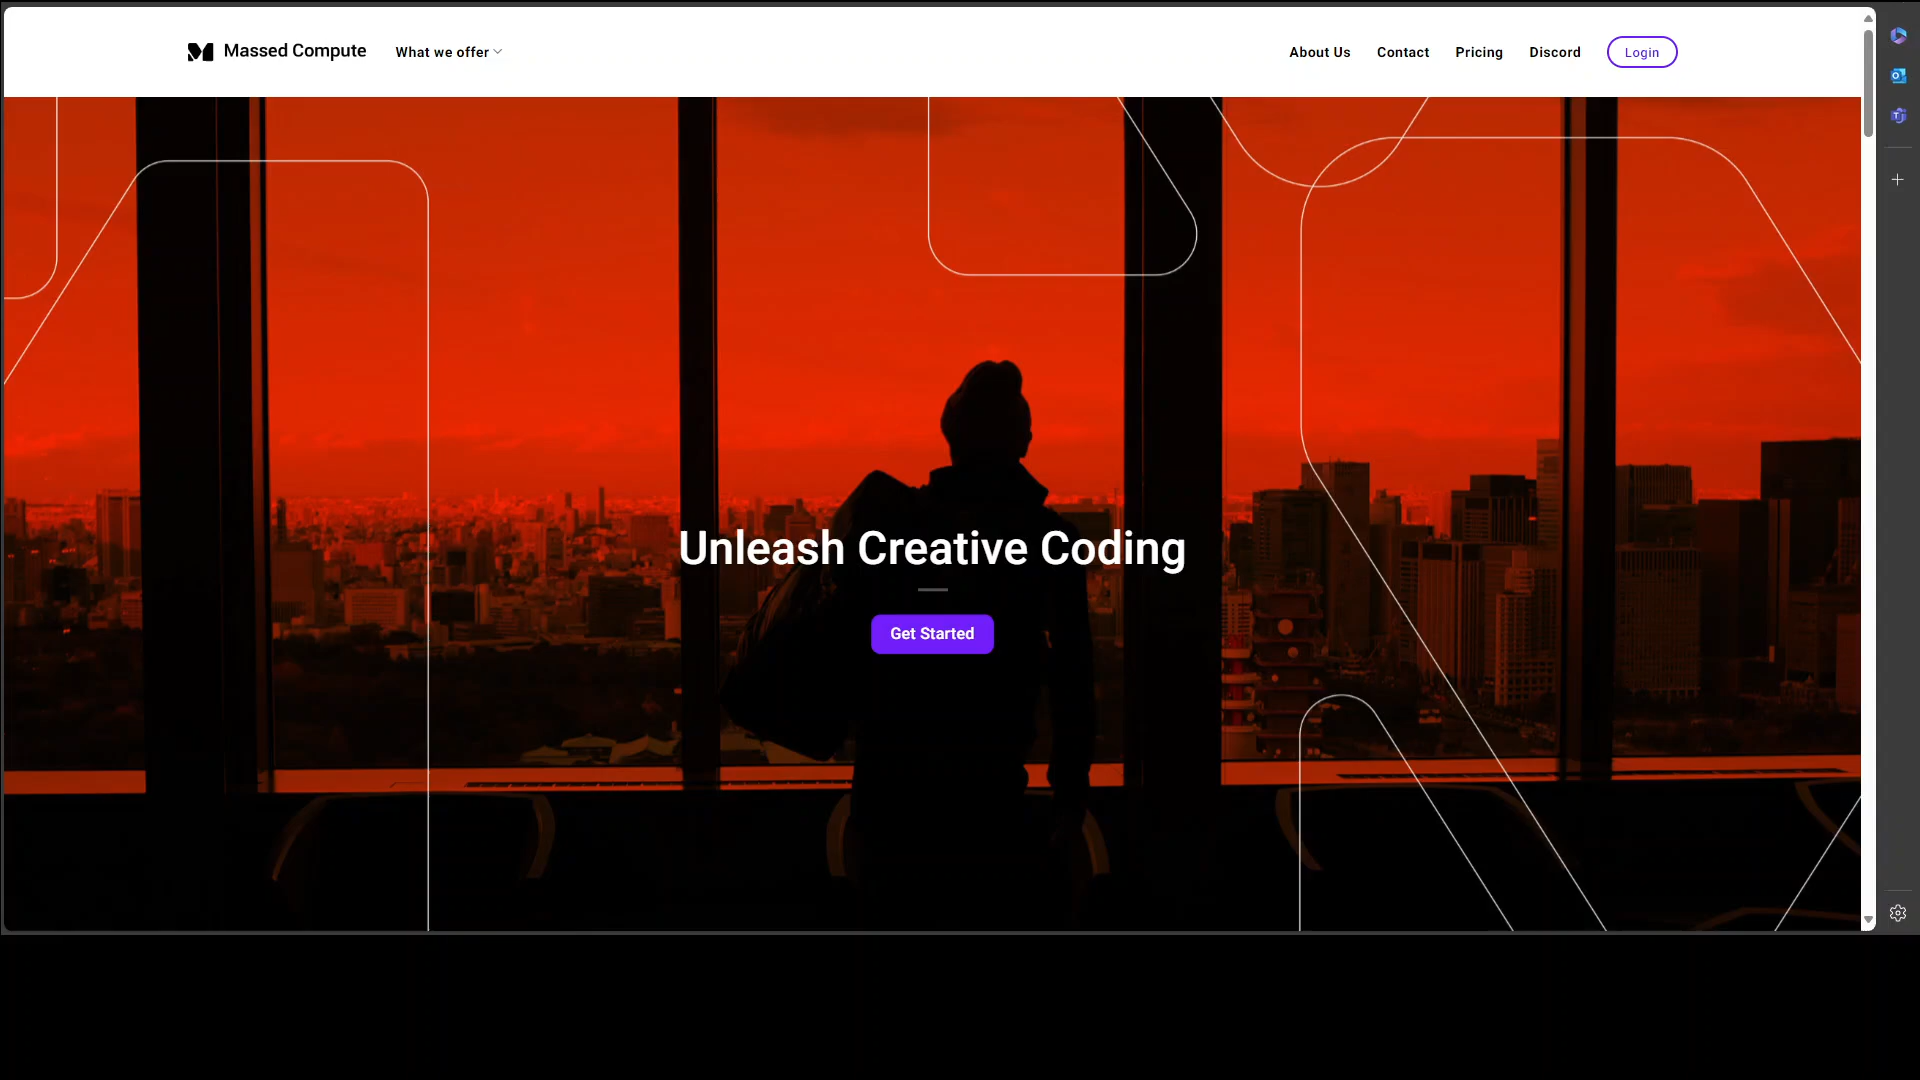 Massed Compute What we offer About Us Contact Pricing Discord Login
Unleash Creative Coding
Get Started